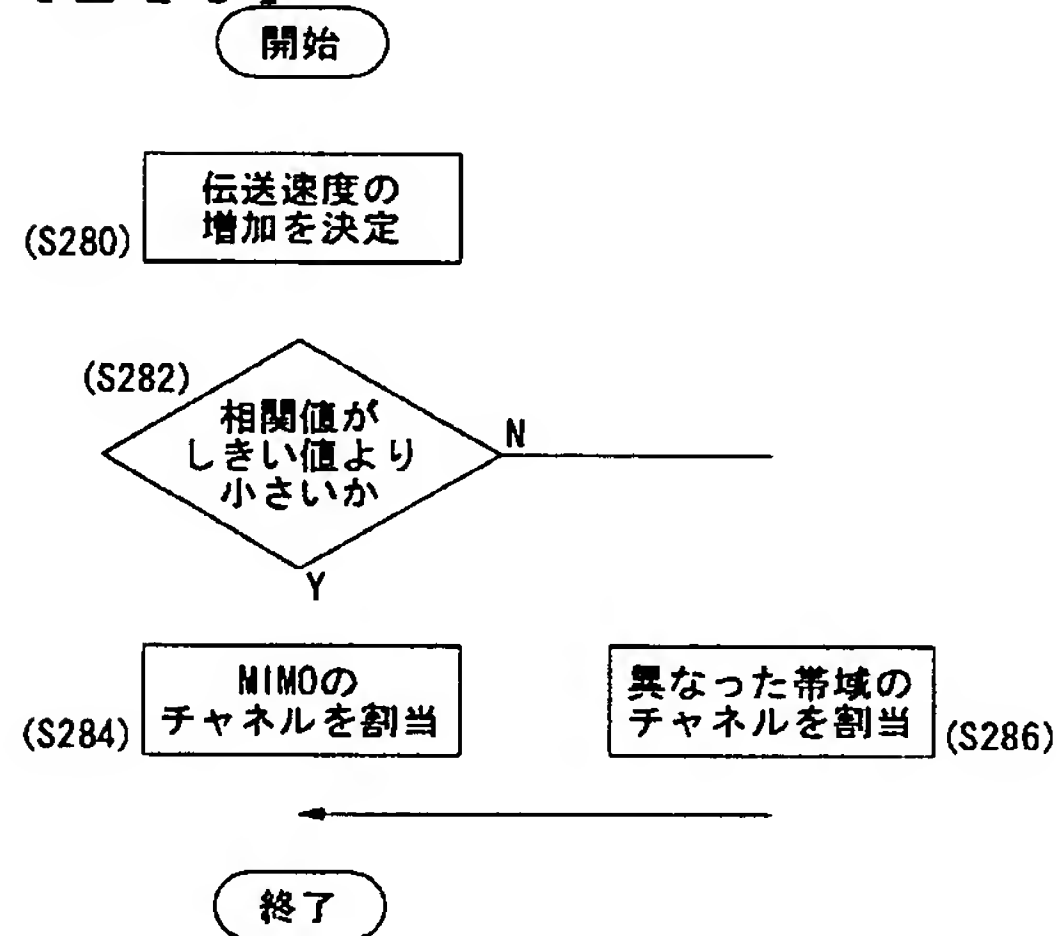 開始
伝送速度の
増加を決定
(S280)
(S282)
相関値が
しきい値より
小さいか
N
Y
MIMOの
チャネルを割当
(S284)
異なった帯域の
チャネルを割当
(S286)
終了